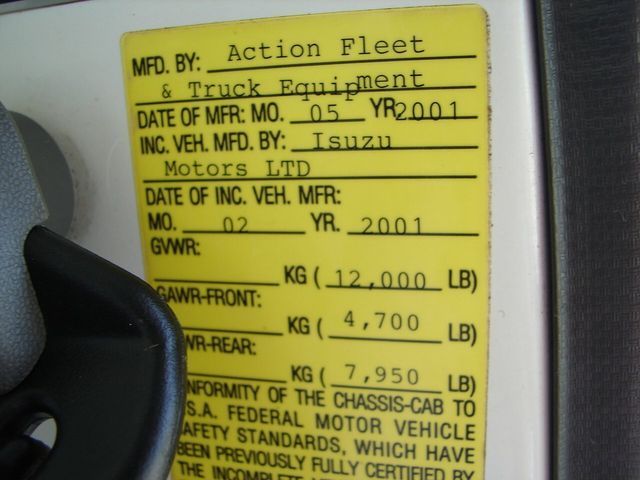 MFD. BY: Action Fleet
& Truck Equipment
DATE OF MFR: MO. 05 YR 2001
INC. VEH. MFD. BY: Isuzu
Motors LTD
DATE OF INC. VEH. MFR:
MO. 02 YR. 2001
GVWR:
KG ( 12,000 LB)
GAWR-FRONT:
KG ( 4,700 LB)
WR-REAR:
KG ( 7,950 LB)
NFORMITY OF THE CHASSIS-CAB TO
S.A. FEDERAL MOTOR VEHICLE
AFETY STANDARDS, WHICH HAVE
BEEN PREVIOUSLY FULLY CERTIFIED BY
THE INCOMPLETE